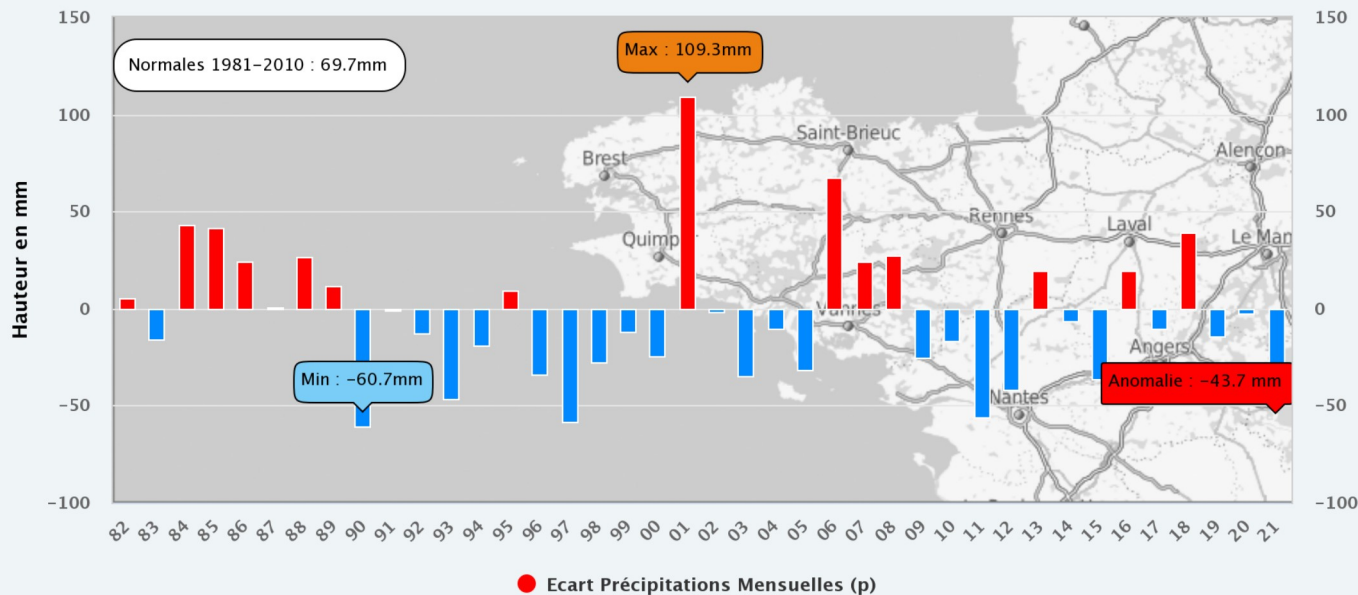 150
100
50
0
-50
-100
150
100
50
0
-50
-100
Hauteur en mm
Normales 1981-2010 : 69.7mm
Max : 109.3mm
Min : -60.7mm
Anomalie : -43.7 mm
Brest
Saint-Brieuc
Alençon
Quimp
Rennes
Laval
Le Man
Vannes
Angers
Nantes
82 83 84 85 86 87 88 89 90 91 92 93 94 95 96 97 98 99 00 01 02 03 04 05 06 07 08 09 10 11 12 13 14 15 16 17 18 19 20 21
Ecart Précipitations Mensuelles (p)